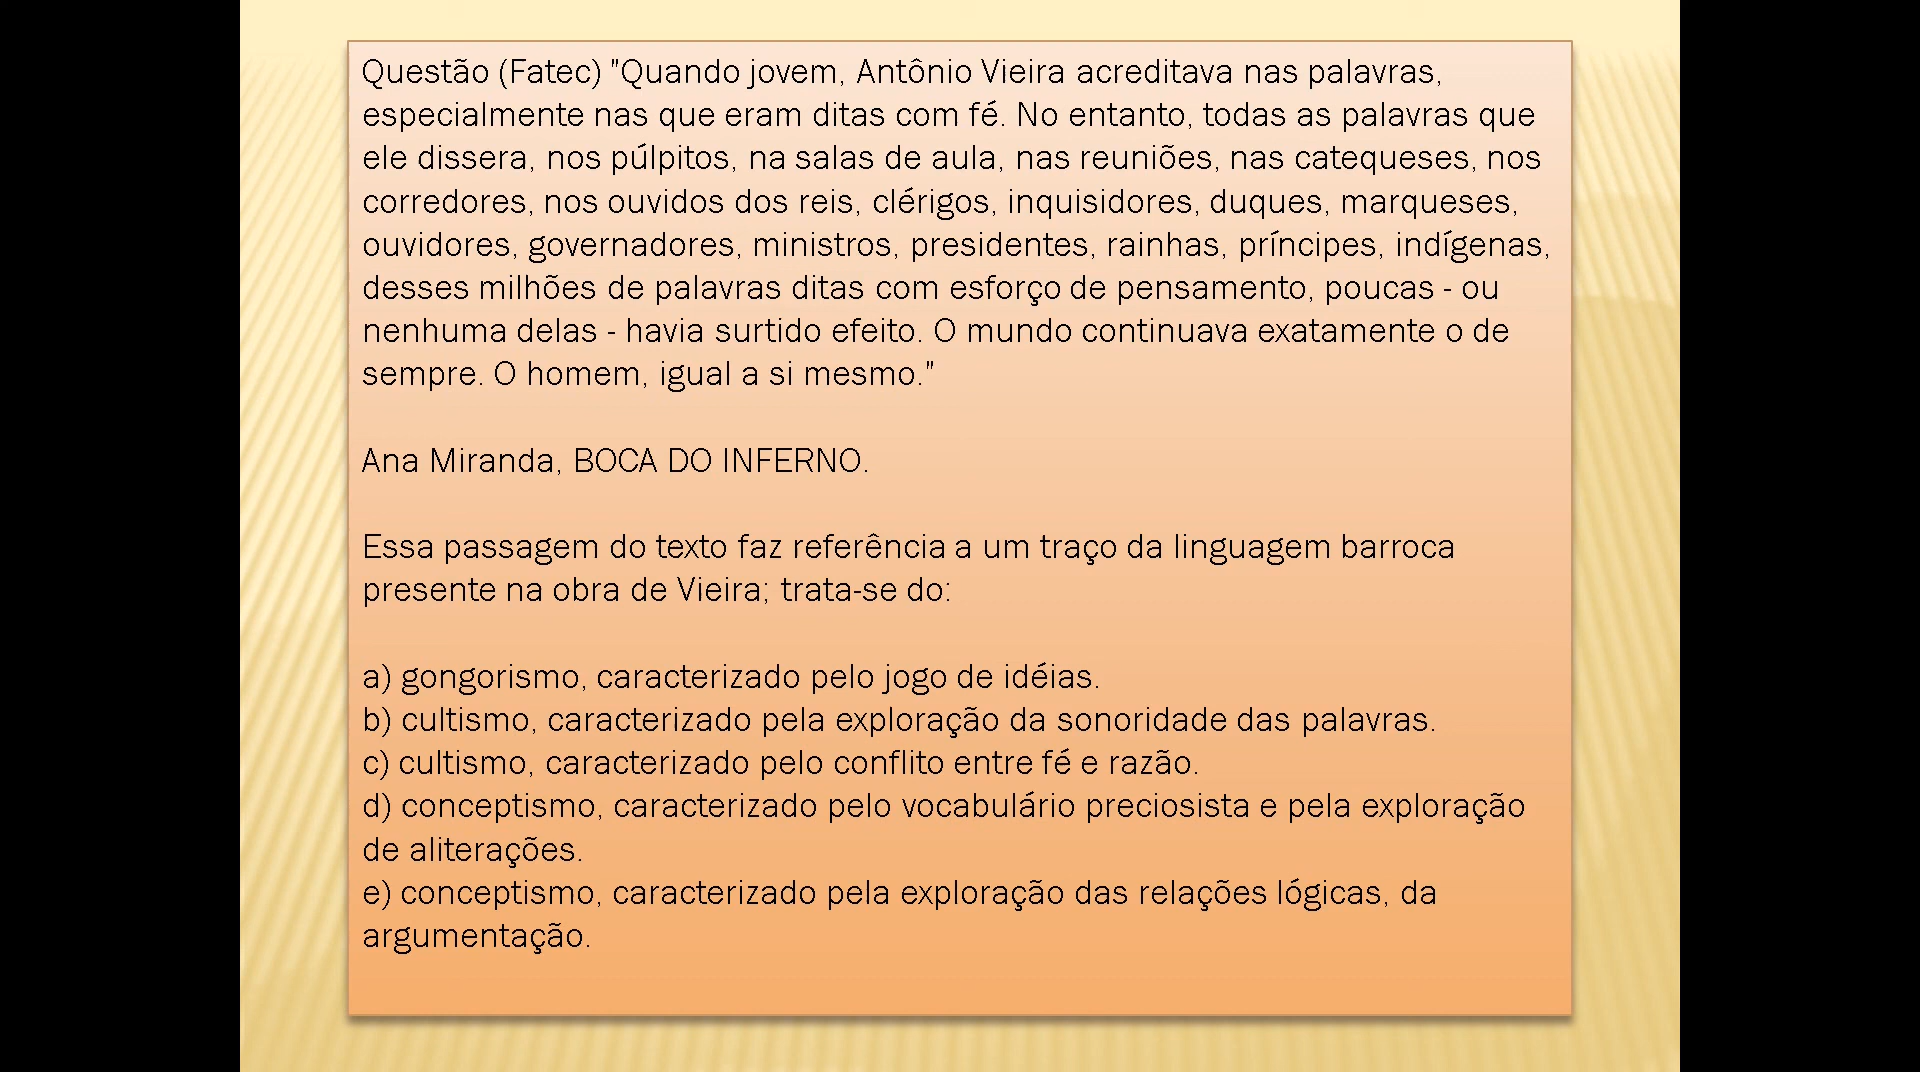 Questão (Fatec) "Quando jovem, Antônio Vieira acreditava nas palavras,
especialmente nas que eram ditas com fé. No entanto, todas as palavras que
ele dissera, nos púlpitos, na salas de aula, nas reuniões, nas catequeses, nos
corredores, nos ouvidos dos reis, clérigos, inquisidores, duques, marqueses,
ouvidores, governadores, ministros, presidentes, rainhas, príncipes, indígenas,
desses milhões de palavras ditas com esforço de pensamento, poucas - ou
nenhuma delas - havia surtido efeito. O mundo continuava exatamente o de
sempre. O homem, igual a si mesmo."
Ana Miranda, BOCA DO INFERNO.
Essa passagem do texto faz referência a um traço da linguagem barroca
presente na obra de Vieira; trata-se do:
a) gongorismo, caracterizado pelo jogo de idéias.
b) cultismo, caracterizado pela exploração da sonoridade das palavras.
c) cultismo, caracterizado pelo conflito entre fé e razão.
d) conceptismo, caracterizado pelo vocabulário preciosista e pela exploração
de aliterações.
e) conceptismo, caracterizado pela exploração das relações lógicas, da
argumentação.